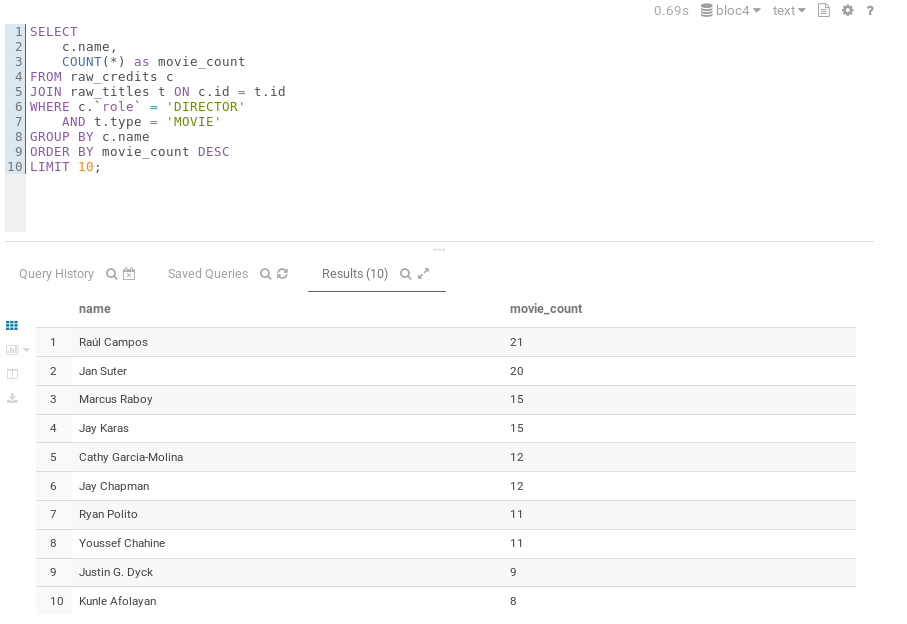 0.69s bloc4 text ?
1 SELECT
2     c.name,
3     COUNT(*) as movie_count
4 FROM raw_credits c
5 JOIN raw_titles t ON c.id = t.id
6 WHERE c.`role` = 'DIRECTOR'
7     AND t.type = 'MOVIE'
8 GROUP BY c.name
9 ORDER BY movie_count DESC
10 LIMIT 10;
Query History Saved Queries Results (10)
name movie_count
1 Raúl Campos 21
2 Jan Suter 20
3 Marcus Raboy 15
4 Jay Karas 15
5 Cathy Garcia-Molina 12
6 Jay Chapman 12
7 Ryan Polito 11
8 Youssef Chahine 11
9 Justin G. Dyck 9
10 Kunle Afolayan 8